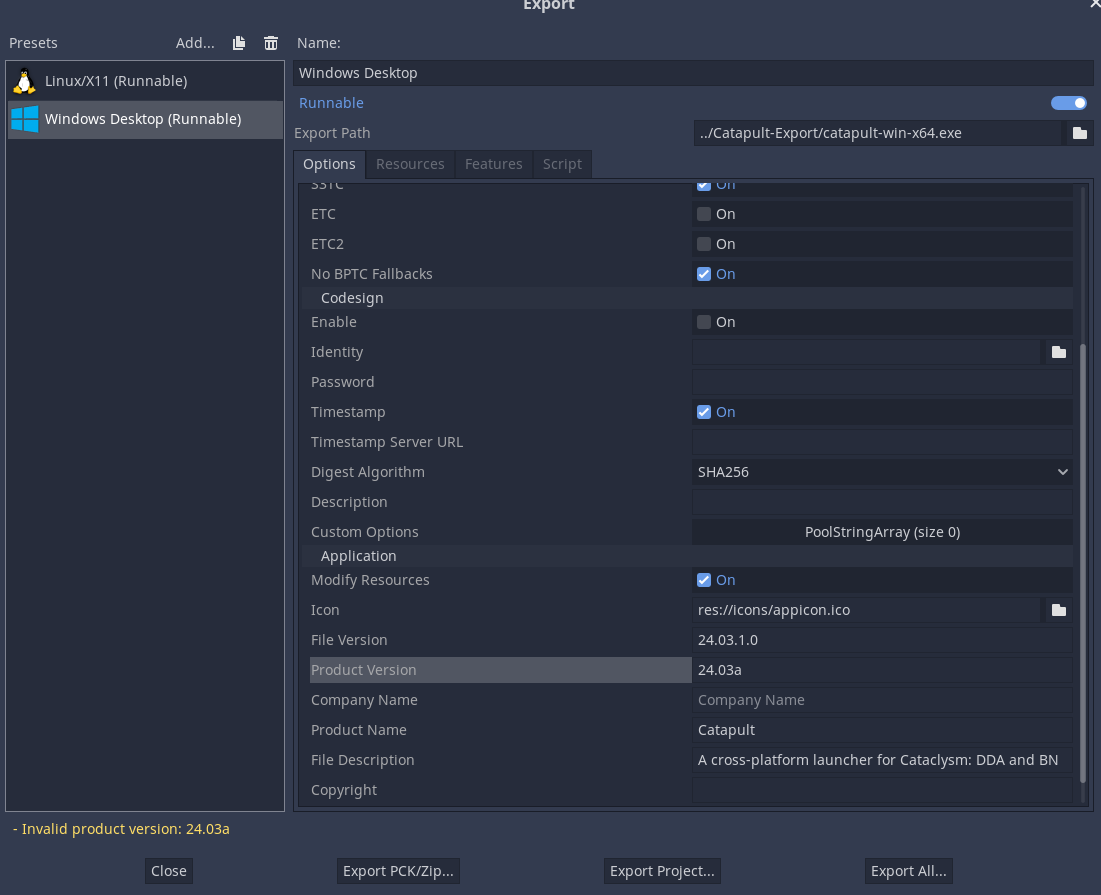 Export
Presets
Add...
Name:
Linux/X11 (Runnable)
Windows Desktop (Runnable)
Windows Desktop
Runnable
Export Path
../Catapult-Export/catapult-win-x64.exe
Options Resources Features Script
S3TC On
ETC On
ETC2 On
No BPTC Fallbacks On
Codesign
Enable On
Identity
Password
Timestamp On
Timestamp Server URL
Digest Algorithm SHA256
Description
Custom Options PoolStringArray (size 0)
Application
Modify Resources On
Icon res://icons/appicon.ico
File Version 24.03.1.0
Product Version 24.03a
Company Name Company Name
Product Name Catapult
File Description A cross-platform launcher for Cataclysm: DDA and BN
Copyright
- Invalid product version: 24.03a
Close Export PCK/Zip... Export Project... Export All...